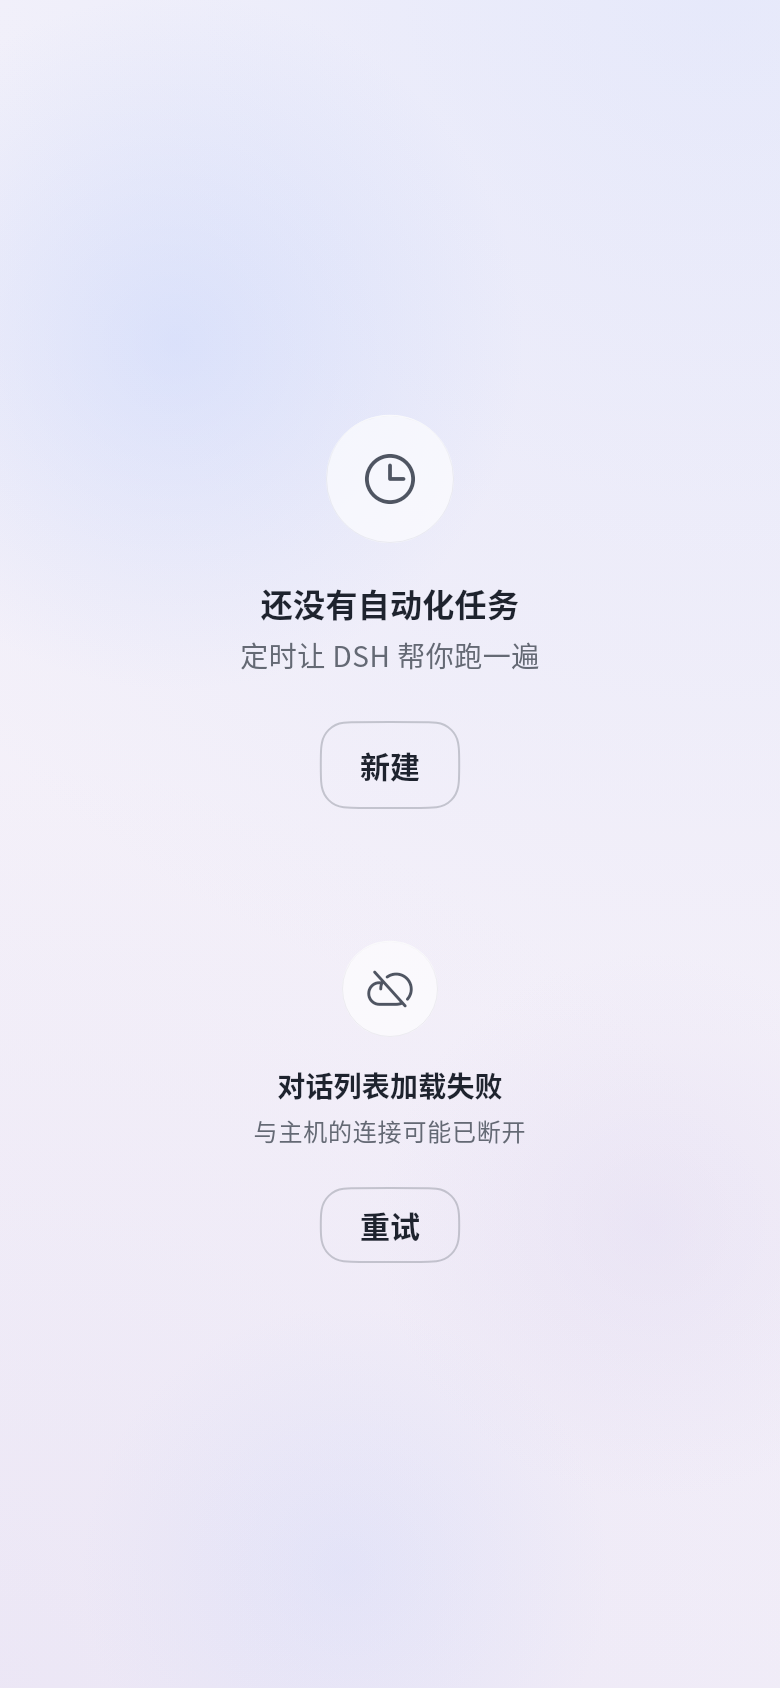 还没有自动化任务
定时让 DSH 帮你跑一遍
新建
对话列表加载失败
与主机的连接可能已断开
重试